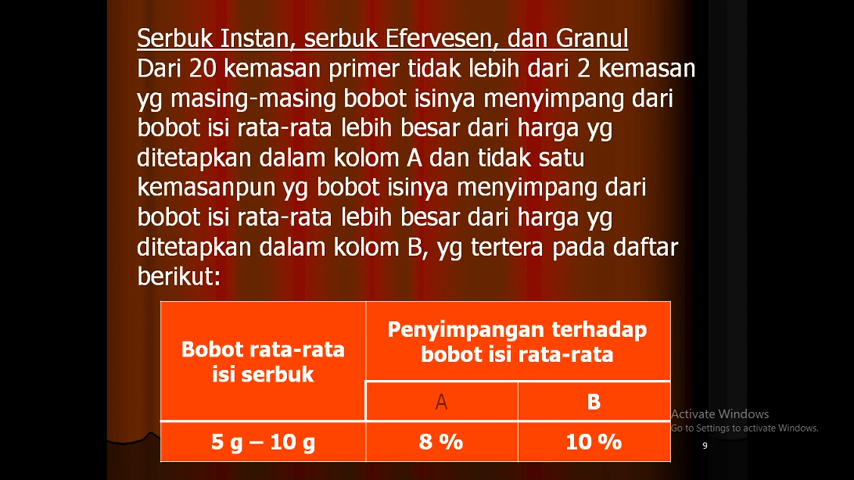 Serbuk Instan, serbuk Efervesen, dan Granul
Dari 20 kemasan primer tidak lebih dari 2 kemasan
yg masing-masing bobot isinya menyimpang dari
bobot isi rata-rata lebih besar dari harga yg
ditetapkan dalam kolom A dan tidak satu
kemasanpun yg bobot isinya menyimpang dari
bobot isi rata-rata lebih besar dari harga yg
ditetapkan dalam kolom B, yg tertera pada daftar
berikut:
Bobot rata-rata
isi serbuk
Penyimpangan terhadap
bobot isi rata-rata
A
B
5 g – 10 g
8 %
10 %
Activate Windows
Go to Settings to activate Windows.
9